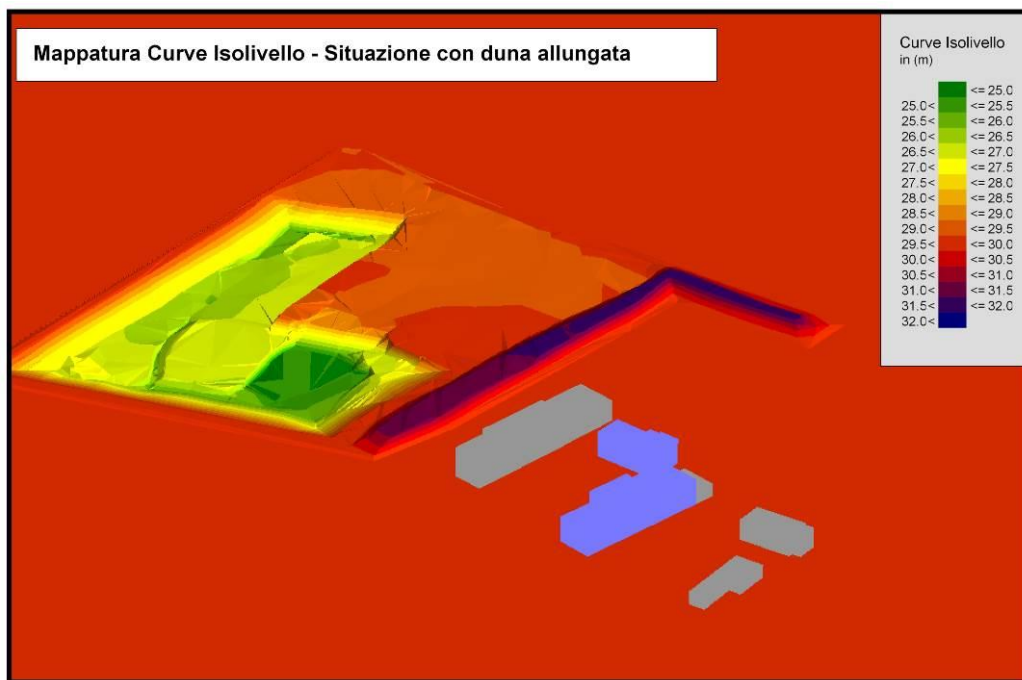 Mappatura Curve Isolivello - Situazione con duna allungata
Curve Isolivello
in (m)
<= 25.0
25.0< <= 25.5
25.5< <= 26.0
26.0< <= 26.5
26.5< <= 27.0
27.0< <= 27.5
27.5< <= 28.0
28.0< <= 28.5
28.5< <= 29.0
29.0< <= 29.5
29.5< <= 30.0
30.0< <= 30.5
30.5< <= 31.0
31.0< <= 31.5
31.5< <= 32.0
32.0<